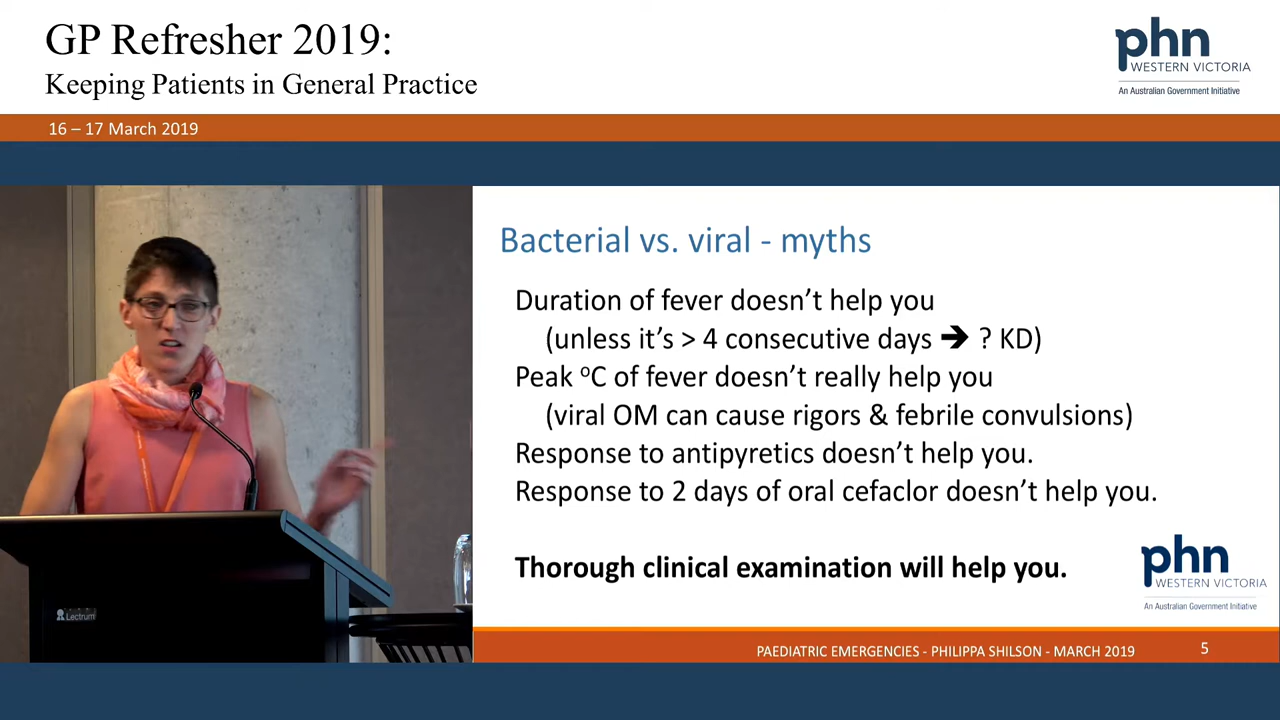 GP Refresher 2019:
Keeping Patients in General Practice
phn
WESTERN VICTORIA
An Australian Government Initiative
16 – 17 March 2019
Bacterial vs. viral - myths
Duration of fever doesn't help you
(unless it's > 4 consecutive days ➔ ? KD)
Peak ᵒC of fever doesn't really help you
(viral OM can cause rigors & febrile convulsions)
Response to antipyretics doesn't help you.
Response to 2 days of oral cefaclor doesn't help you.
Thorough clinical examination will help you.
phn
WESTERN VICTORIA
An Australian Government Initiative
Lectrum
PAEDIATRIC EMERGENCIES - PHILIPPA SHILSON - MARCH 2019
5